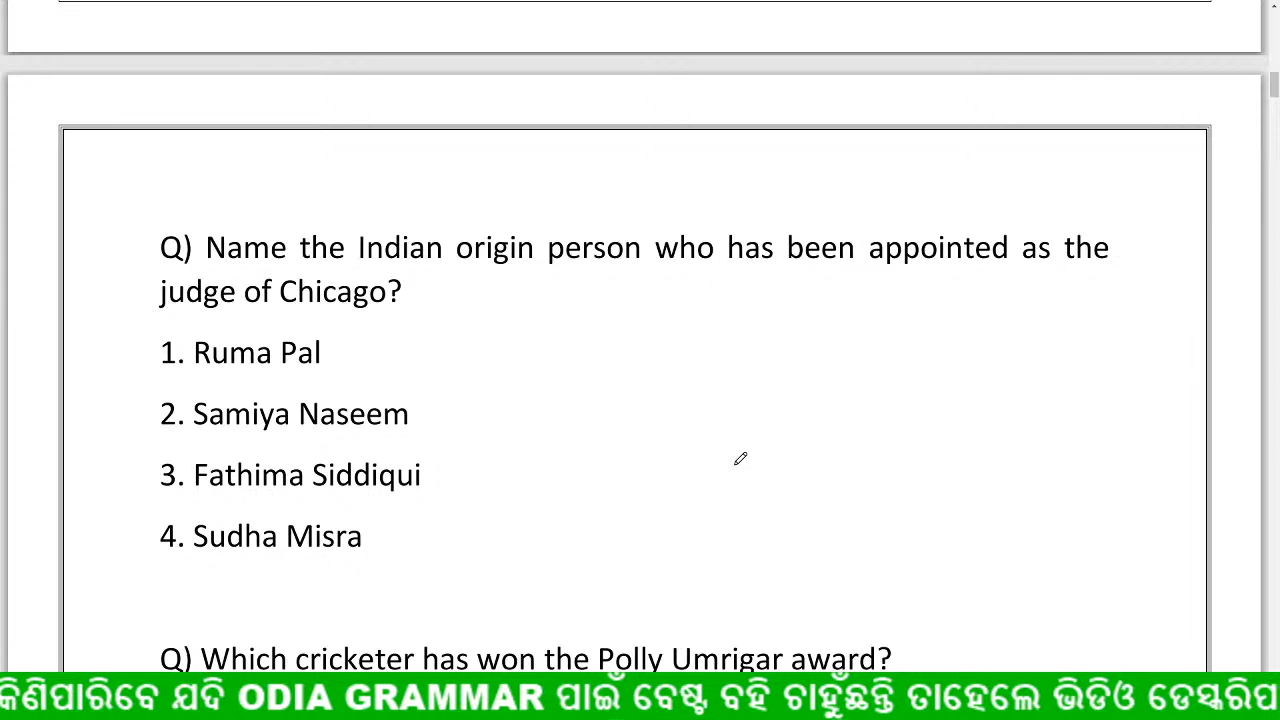 Q) Name the Indian origin person who has been appointed as the
judge of Chicago?
1. Ruma Pal
2. Samiya Naseem
3. Fathima Siddiqui
4. Sudha Misra
Q) Which cricketer has won the Polly Umrigar award?
କିଣିପାରିବେ ଯଦି ODIA GRAMMAR ପାଇଁ ବେଷ୍ଟ ବହି ଚାହୁଁଛନ୍ତି ତାହେଲେ ଭିଡିଓ ଡେସ୍କରିପ